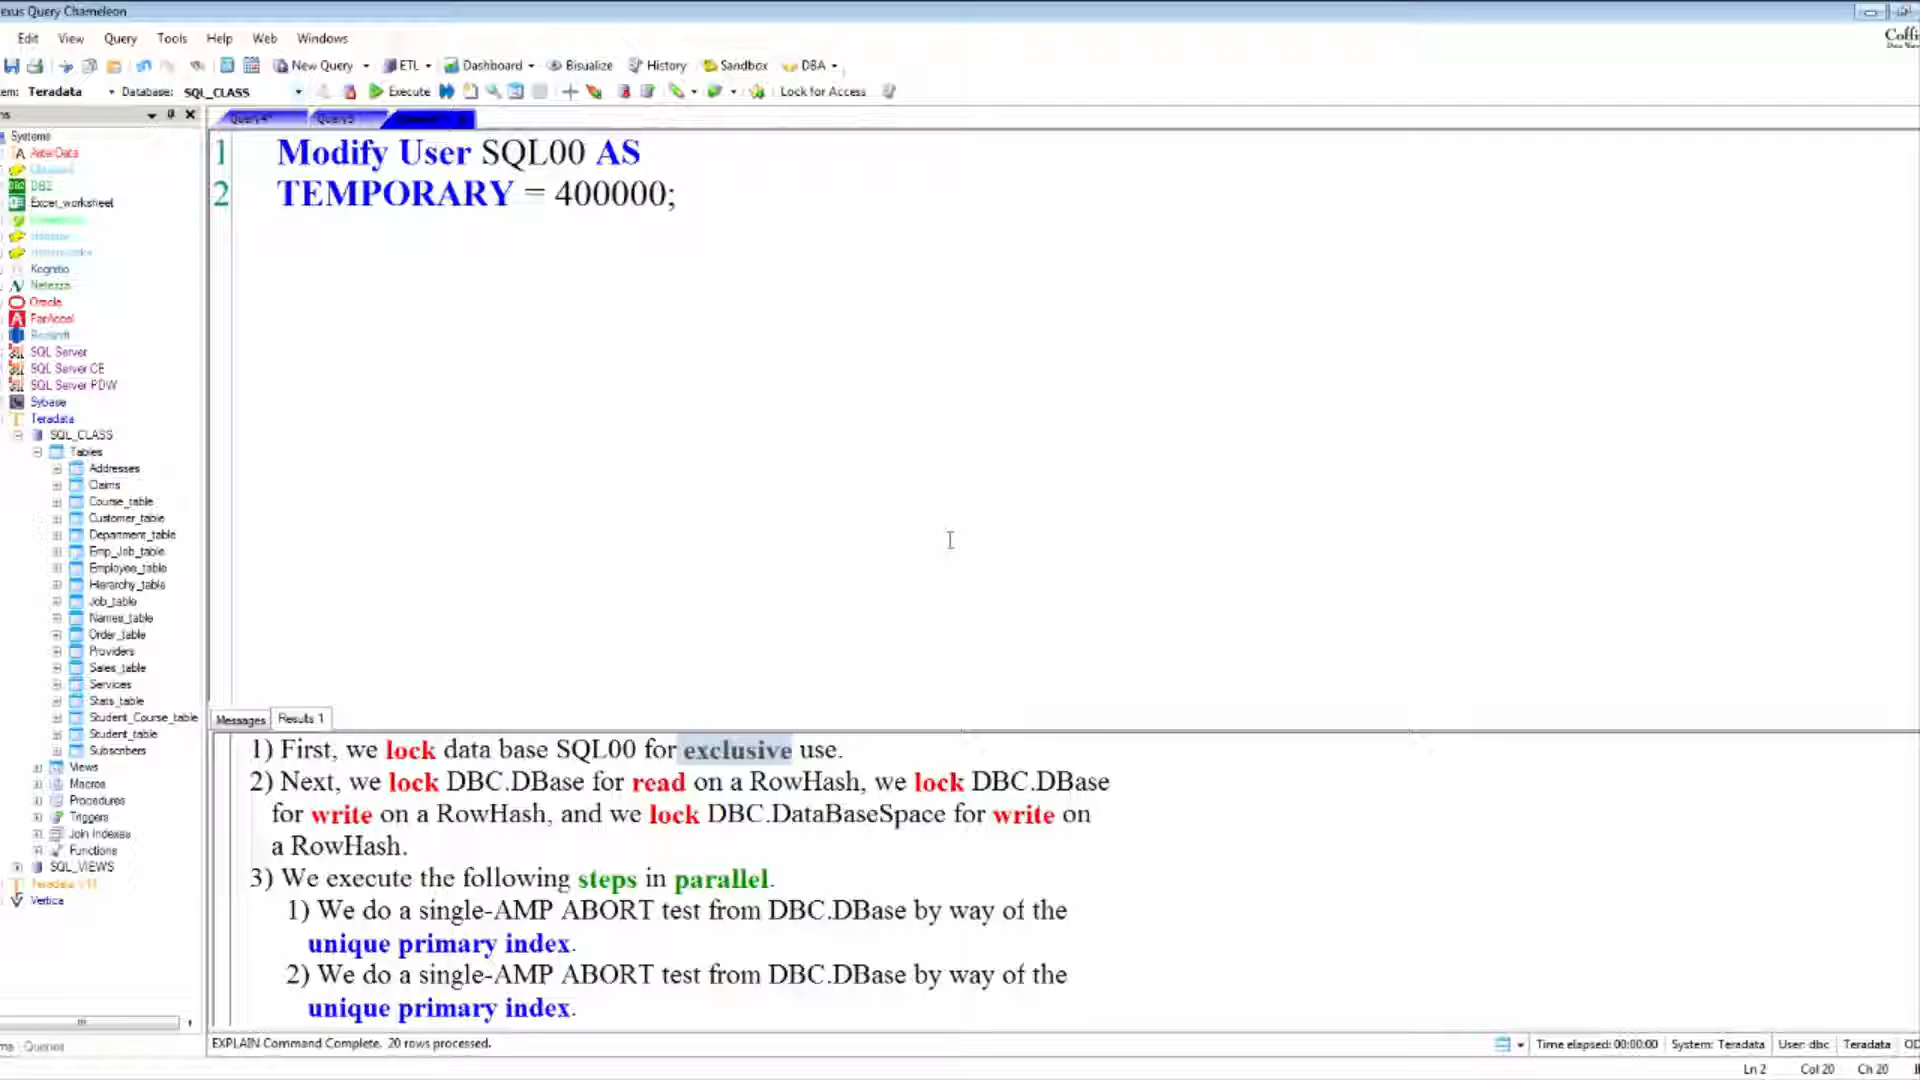 exus Query Chameleon
Edit View Query Tools Help Web Windows
New Query ETL Dashboard Bisualize History Sandbox DBA
em: Teradata Database: SQL_CLASS Execute Lock for Access
Query4* Query5
Systems
AsterData
DB2
Excel_worksheet
Kognitio
Netezza
Oracle
ParAccel
Redshift
SQL Server
SQL Server CE
SQL Server PDW
Sybase
Teradata
SQL_CLASS
Tables
Addresses
Claims
Course_table
Customer_table
Department_table
Emp_Job_table
Employee_table
Hierarchy_table
Job_table
Names_table
Order_table
Providers
Sales_table
Services
Stats_table
Student_Course_table
Student_table
Subscribers
Views
Macros
Procedures
Triggers
Join Indexes
Functions
SQL_VIEWS
Teradata V11
Vertica
Queries
1 Modify User SQL00 AS
2 TEMPORARY = 400000;
Messages Results 1
1) First, we lock data base SQL00 for exclusive use.
2) Next, we lock DBC.DBase for read on a RowHash, we lock DBC.DBase
for write on a RowHash, and we lock DBC.DataBaseSpace for write on
a RowHash.
3) We execute the following steps in parallel.
1) We do a single-AMP ABORT test from DBC.DBase by way of the
unique primary index.
2) We do a single-AMP ABORT test from DBC.DBase by way of the
unique primary index.
EXPLAIN Command Complete. 20 rows processed.
Time elapsed: 00:00:00 System: Teradata User: dbc Teradata OD
Ln 2 Col 20 Ch 20